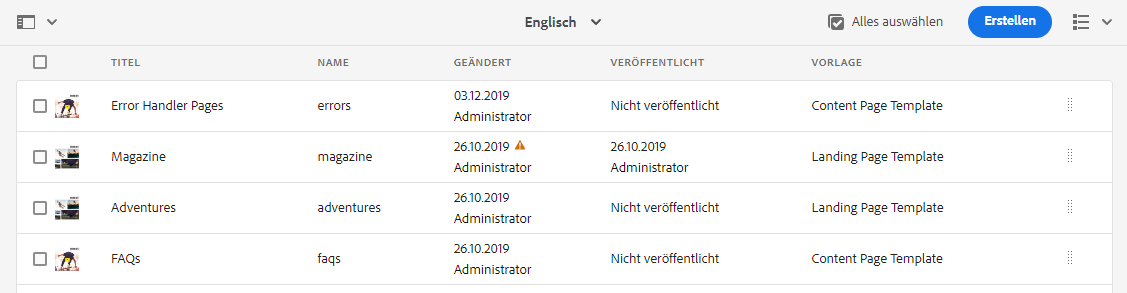 Englisch
Alles auswählen
Erstellen
TITEL NAME GEÄNDERT VERÖFFENTLICHT VORLAGE
Error Handler Pages errors 03.12.2019 Administrator Nicht veröffentlicht Content Page Template
Magazine magazine 26.10.2019 Administrator 26.10.2019 Administrator Landing Page Template
Adventures adventures 26.10.2019 Administrator Nicht veröffentlicht Landing Page Template
FAQs faqs 26.10.2019 Administrator Nicht veröffentlicht Content Page Template